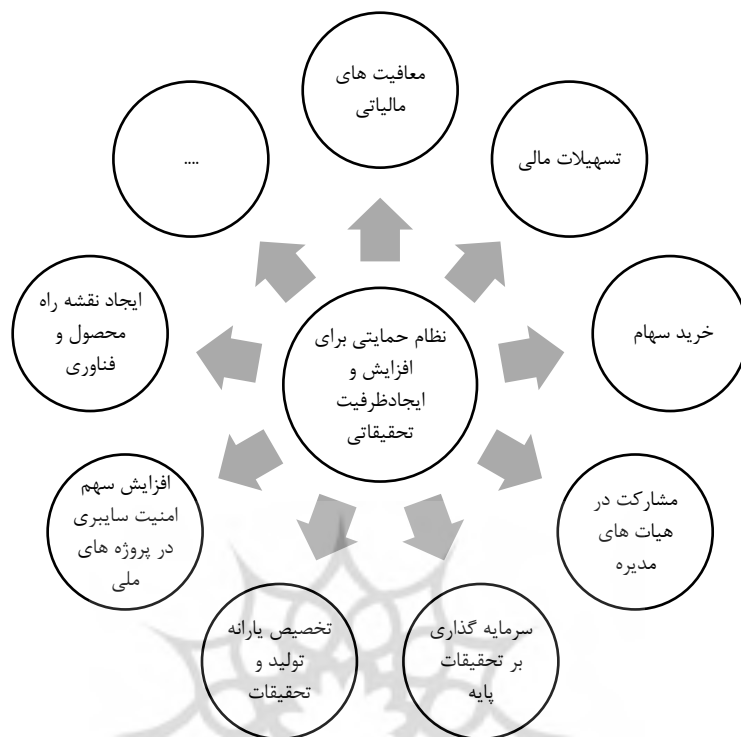 معافیت های
مالیاتی
تسهیلات مالی
خرید سهام
مشارکت در
هیات های
مدیره
سرمایه گذاری
بر تحقیقات
پایه
تخصیص یارانه
تولید و
تحقیقات
افزایش سهم
امنیت سایبری
در پروژه های
ملی
ایجاد نقشه راه
محصول و
فناوری
....
نظام حمایتی برای
افزایش و
ایجادظرفیت
تحقیقاتی